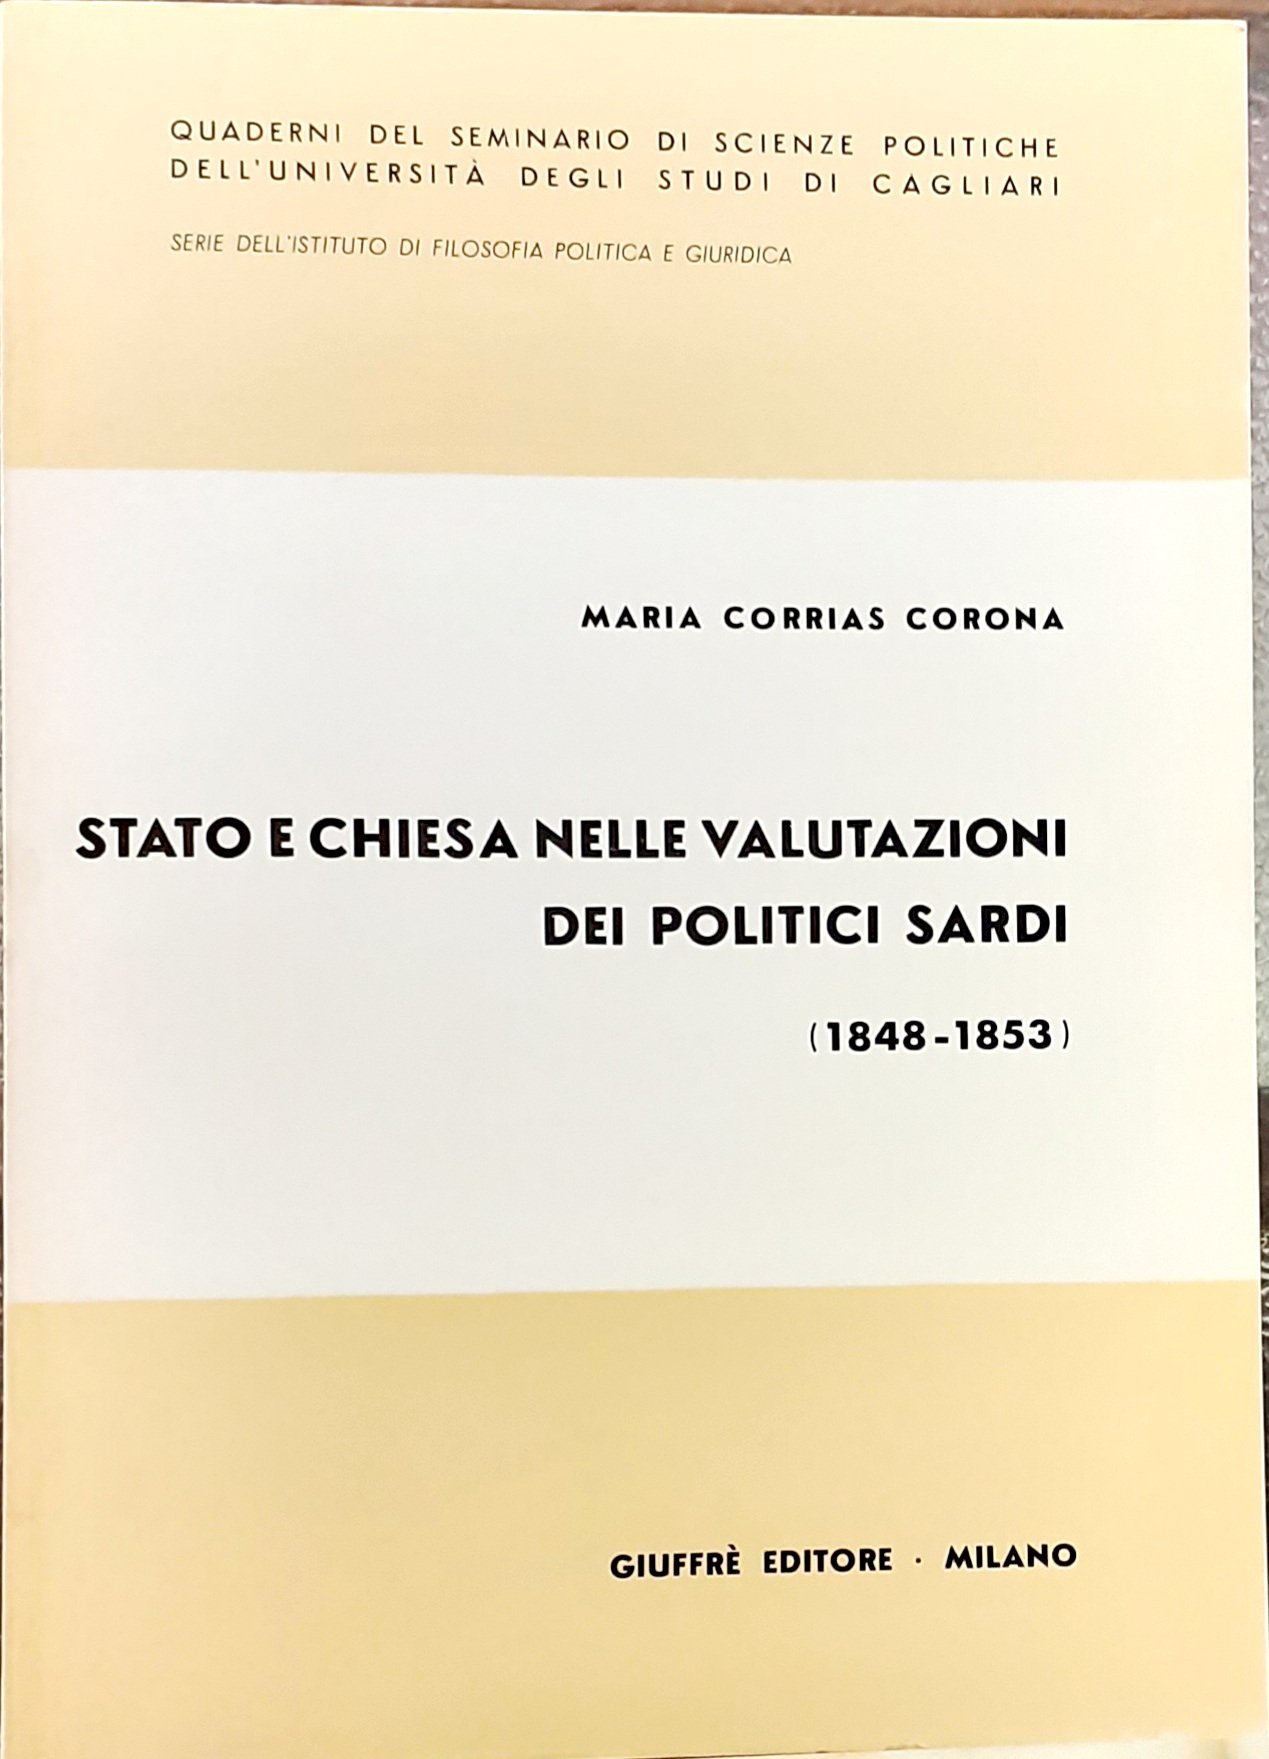 QUADERNI DEL SEMINARIO DI SCIENZE POLITICHE
DELL'UNIVERSITÀ DEGLI STUDI DI CAGLIARI
SERIE DELL'ISTITUTO DI FILOSOFIA POLITICA E GIURIDICA
MARIA CORRIAS CORONA
STATO E CHIESA NELLE VALUTAZIONI
DEI POLITICI SARDI
(1848-1853)
GIUFFRÈ EDITORE · MILANO